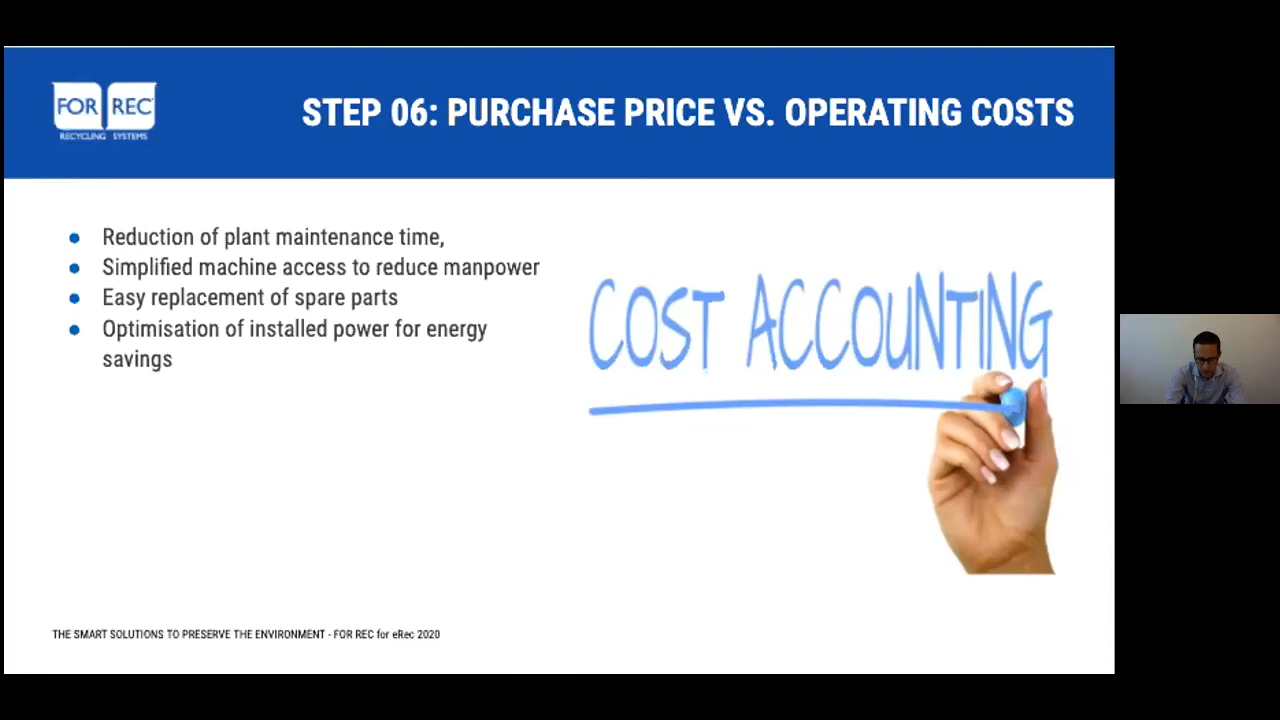 FOR REC
RECYCLING SYSTEMS
STEP 06: PURCHASE PRICE VS. OPERATING COSTS
Reduction of plant maintenance time,
Simplified machine access to reduce manpower
Easy replacement of spare parts
Optimisation of installed power for energy
savings
COST ACCOUNTING
THE SMART SOLUTIONS TO PRESERVE THE ENVIRONMENT - FOR REC for eRec 2020